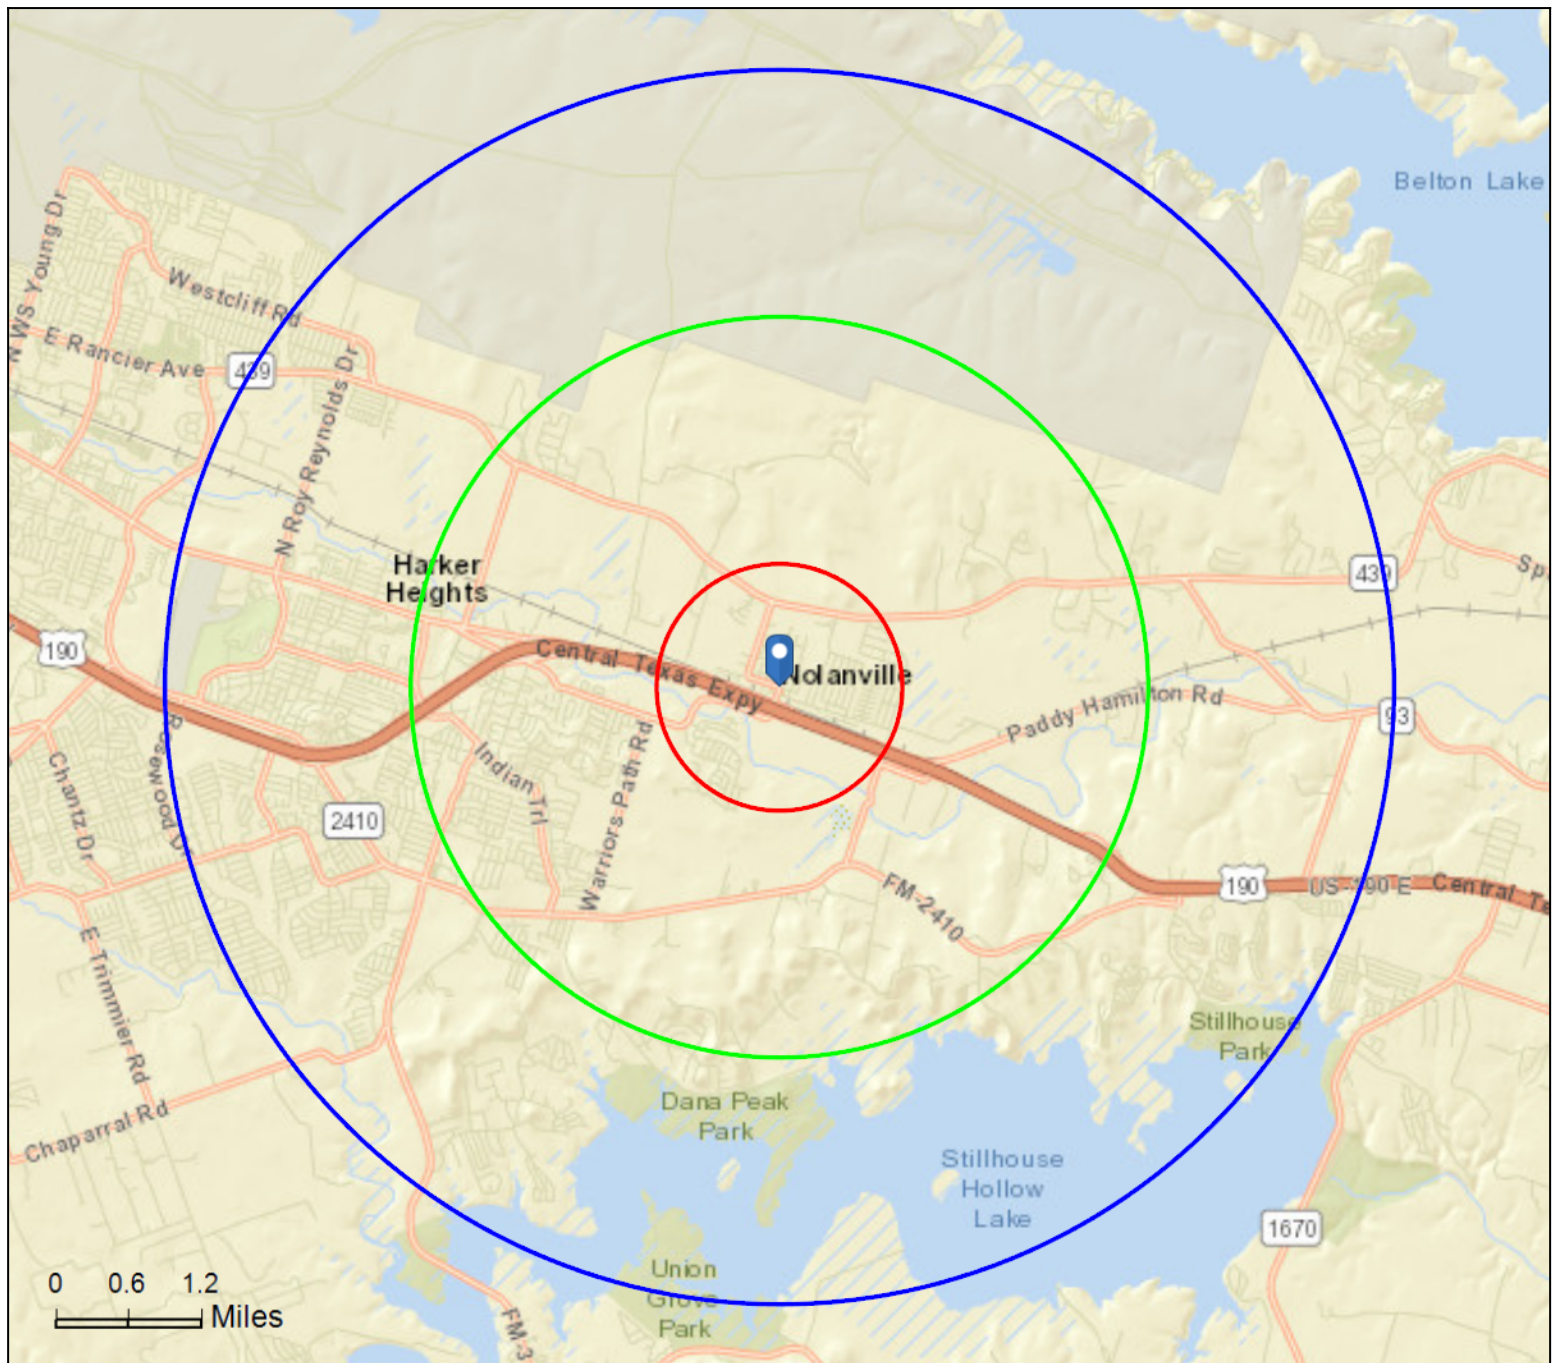 Belton Lake
N WS Young Dr
Westcliff Rd
E Rancier Ave
439
N Roy Reynolds Dr
Harker
Heights
439
190
Central Texas Expy
Nolanville
Paddy Hamilton Rd
93
Rosewood Dr
Chantz Dr
Indian Trl
Warriors Path Rd
2410
FM-2410
190
US-190 E
Central Te
E Trimmier Rd
Stillhouse
Park
Dana Peak
Park
Chaparral Rd
Stillhouse
Hollow
Lake
1670
Union
Grove
Park
0 0.6 1.2
Miles
FM-3